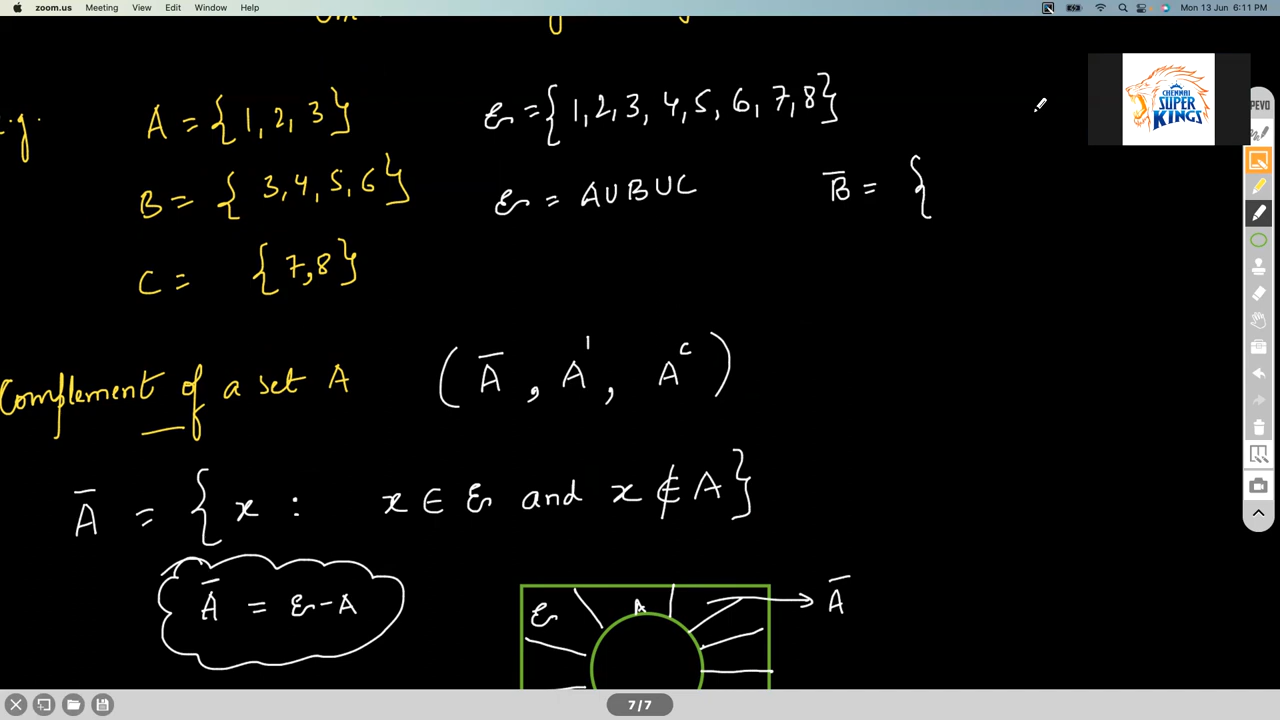 zoom.us Meeting View Edit Window Help Mon 13 Jun 6:11 PM
e.g. A = {1, 2, 3} ℰ = {1, 2, 3, 4, 5, 6, 7, 8}
CHENNAI SUPER KINGS
B = {3, 4, 5, 6} ℰ = A∪B∪C B̅ = {
C = {7, 8}
Complement of a set A (A̅, A', Aᶜ)
A̅ = {x : x ∈ ℰ and x ∉ A}
A̅ = ℰ - A
ℰ A → A̅
7/7